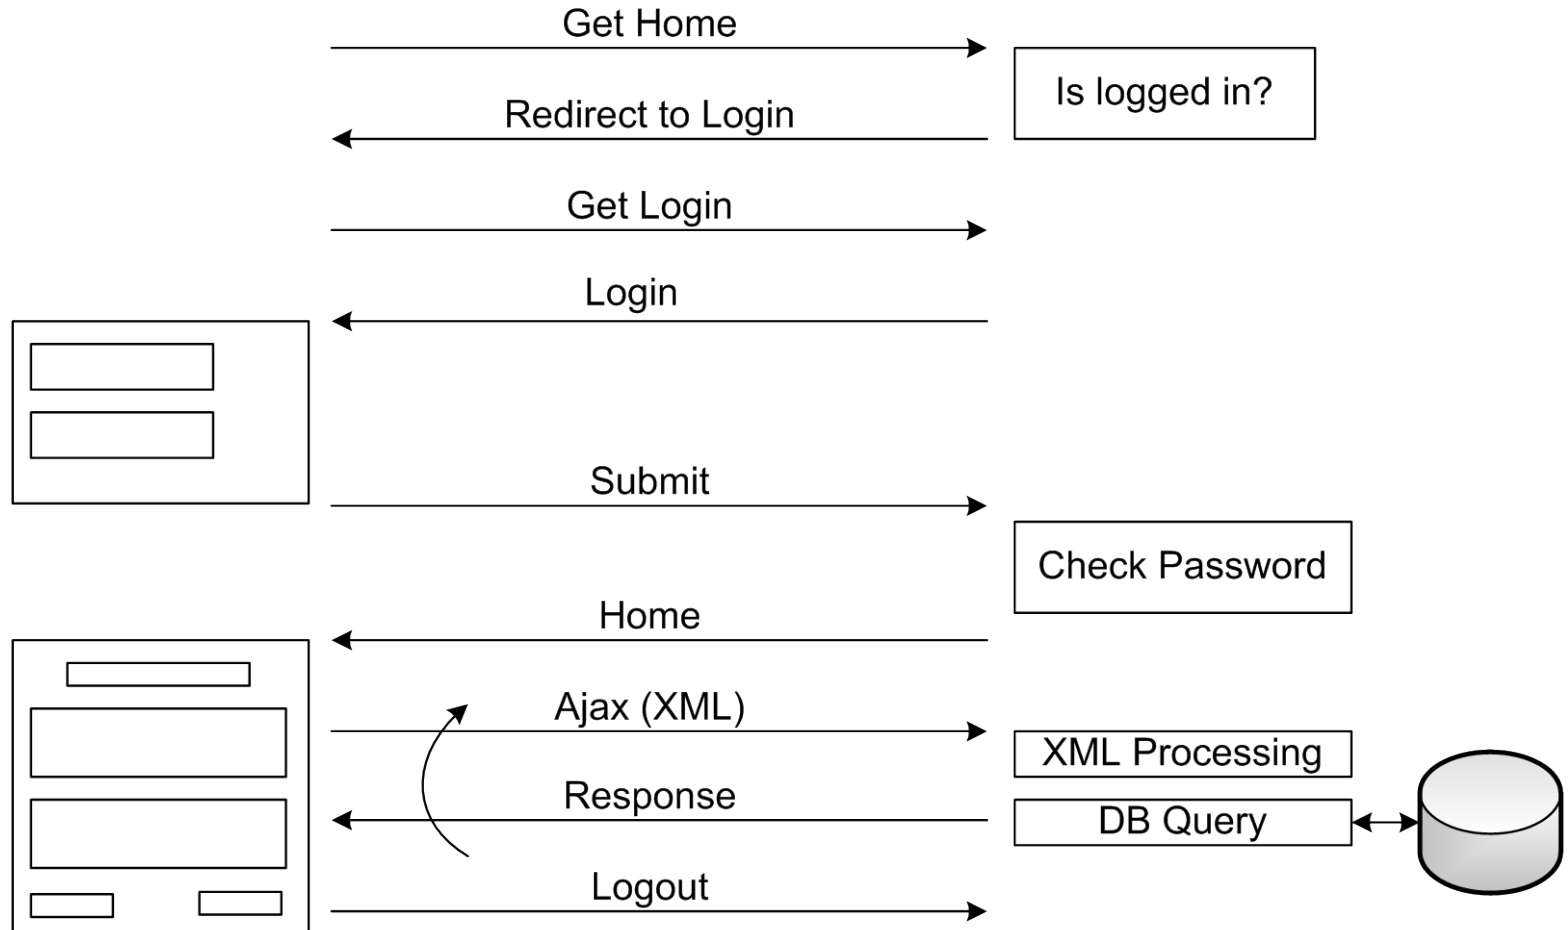 Get Home
Is logged in?
Redirect to Login
Get Login
Login
Submit
Check Password
Home
Ajax (XML)
XML Processing
Response
DB Query
Logout